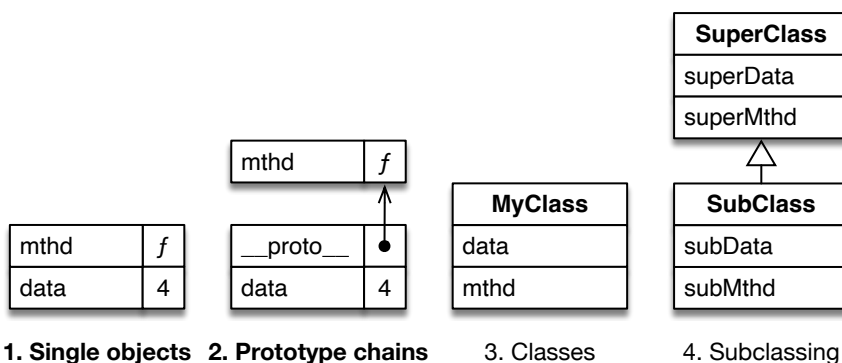 SuperClass
superData
superMthd
mthd f
MyClass
SubClass
mthd f
__proto__
data
subData
data 4
data 4
mthd
subMthd
1. Single objects
2. Prototype chains
3. Classes
4. Subclassing